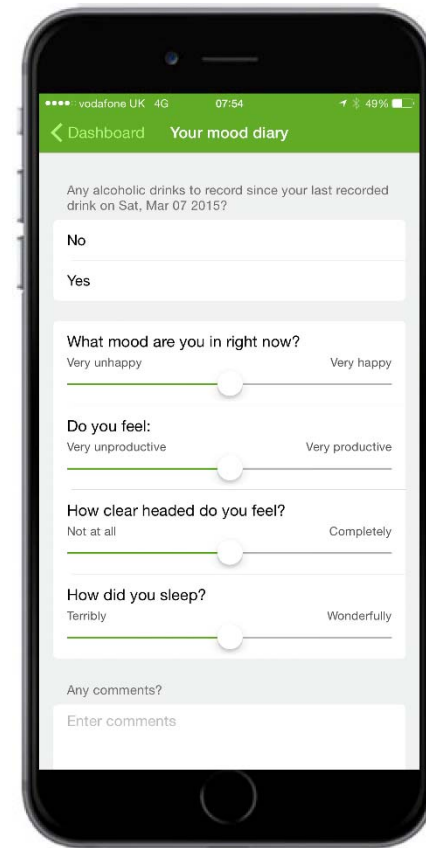 vodafone UK 4G 07:54 49%
Dashboard Your mood diary
Any alcoholic drinks to record since your last recorded
drink on Sat, Mar 07 2015?
No
Yes
What mood are you in right now?
Very unhappy Very happy
Do you feel:
Very unproductive Very productive
How clear headed do you feel?
Not at all Completely
How did you sleep?
Terribly Wonderfully
Any comments?
Enter comments